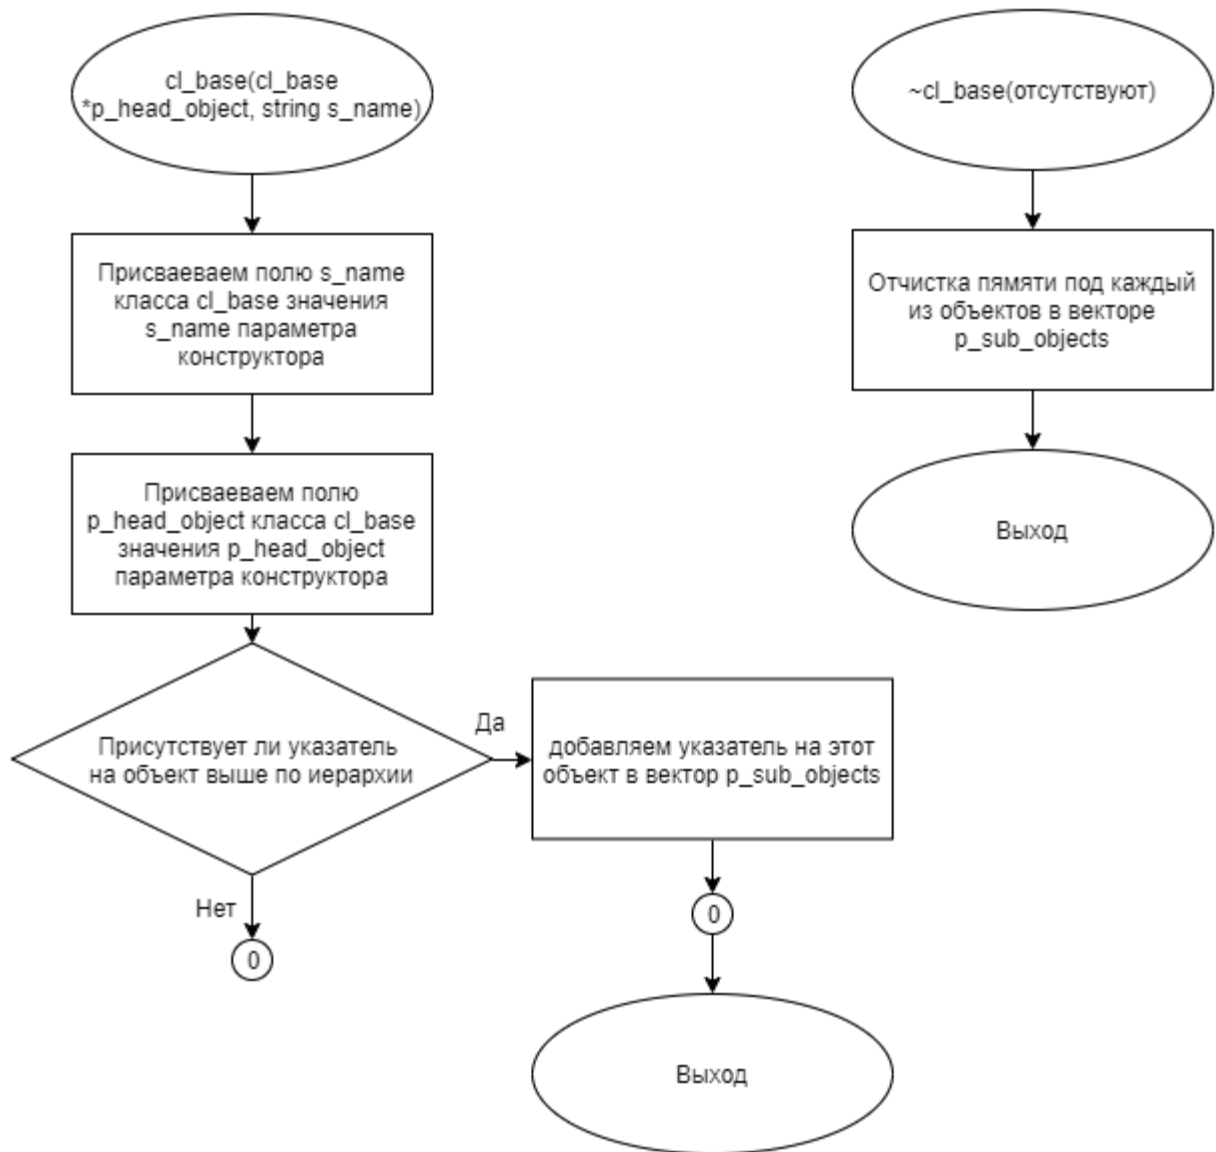 cl_base(cl_base
*p_head_object, string s_name)
Присваеваем полю s_name
класса cl_base значения
s_name параметра
конструктора
Присваеваем полю
p_head_object класса cl_base
значения p_head_object
параметра конструктора
Присутствует ли указатель
на объект выше по иерархии
Да
добавляем указатель на этот
объект в вектор p_sub_objects
Нет
0
0
Выход
~cl_base(отсутствуют)
Отчистка пямяти под каждый
из объектов в векторе
p_sub_objects
Выход